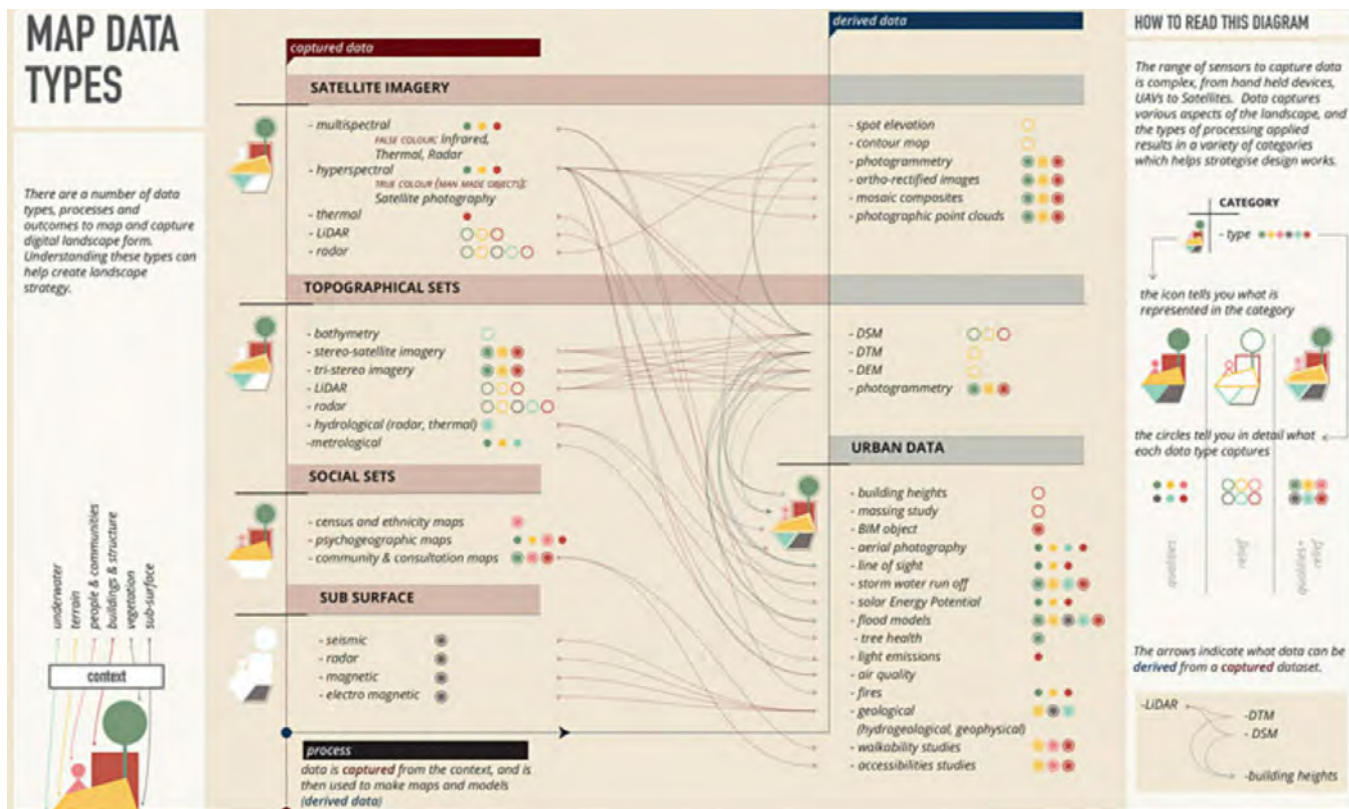 MAP DATA
TYPES
There are a number of data
types, processes and
outcomes to map and capture
digital landscape form.
Understanding these types can
help create landscape
strategy.
underwater
terrain
people & communities
buildings & structure
vegetation
sub-surface
context
captured data
SATELLITE IMAGERY
- multispectral
FALSE COLOUR: Infrared,
Thermal, Radar
- hyperspectral
TRUE COLOUR (MAN MADE OBJECTS):
Satellite photography
- thermal
- LiDAR
- radar
TOPOGRAPHICAL SETS
- bathymetry
- stereo-satellite imagery
- tri-stereo imagery
- LiDAR
- radar
- hydrological (radar, thermal)
-metrological
SOCIAL SETS
- census and ethnicity maps
- psychogeographic maps
- community & consultation maps
SUB SURFACE
- seismic
- radar
- magnetic
- electro magnetic
process
data is captured from the context, and is
then used to make maps and models
(derived data)
derived data
- spot elevation
- contour map
- photogrammetry
- ortho-rectified images
- mosaic composites
- photographic point clouds
- DSM
- DTM
- DEM
- photogrammetry
URBAN DATA
- building heights
- massing study
- BIM object
- aerial photography
- line of sight
- storm water run off
- solar Energy Potential
- flood models
- tree health
- light emissions
- air quality
- fires
- geological
(hydrogeological, geophysical)
- walkability studies
- accessibilities studies
HOW TO READ THIS DIAGRAM
The range of sensors to capture data
is complex, from hand held devices,
UAVs to Satellites. Data captures
various aspects of the landscape, and
the types of processing applied
results in a variety of categories
which helps strategise design works.
CATEGORY
- type
the icon tells you what is
represented in the category
the circles tell you in detail what
each data type captures
The arrows indicate what data can be
derived from a captured dataset.
-LiDAR
-DTM
- DSM
-building heights